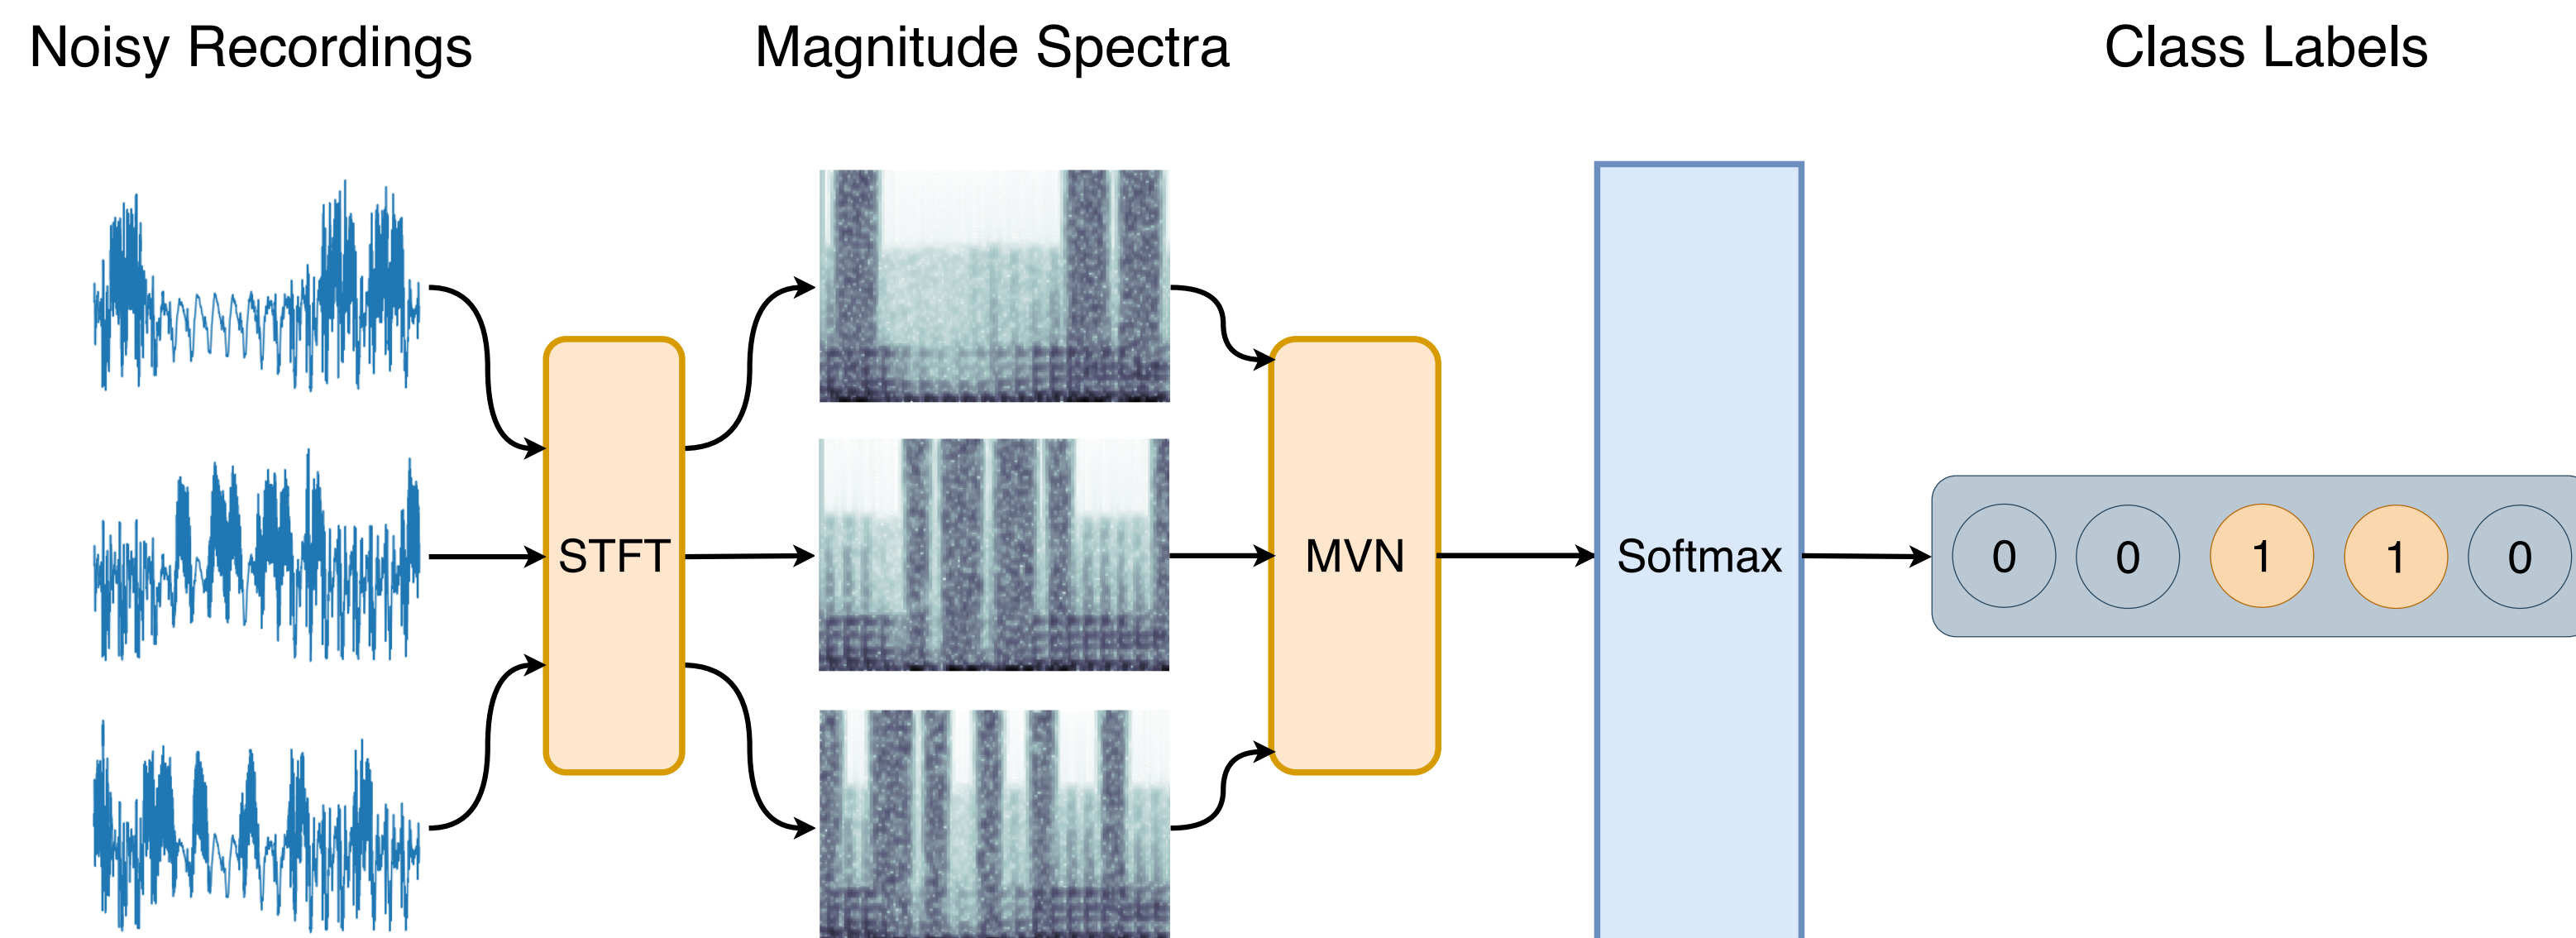 Noisy Recordings
Magnitude Spectra
Class Labels
STFT
MVN
Softmax
0 0 1 1 0